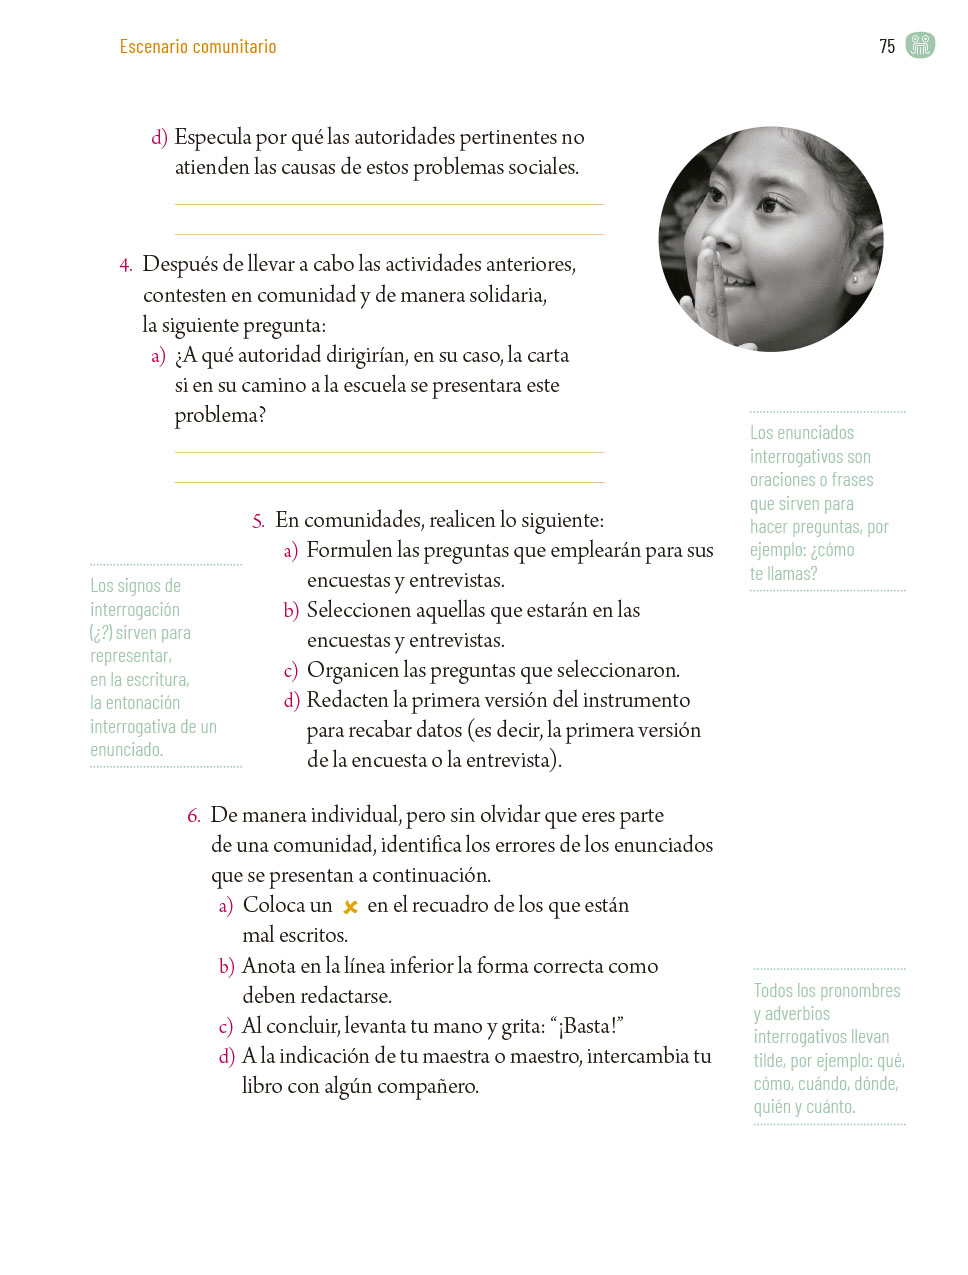 Escenario comunitario
75
d) Especula por qué las autoridades pertinentes no
atienden las causas de estos problemas sociales.
4. Después de llevar a cabo las actividades anteriores,
contesten en comunidad y de manera solidaria,
la siguiente pregunta:
a) ¿A qué autoridad dirigirían, en su caso, la carta
si en su camino a la escuela se presentara este
problema?
Los enunciados
interrogativos son
oraciones o frases
que sirven para
hacer preguntas, por
ejemplo: ¿cómo
te llamas?
5. En comunidades, realicen lo siguiente:
a) Formulen las preguntas que emplearán para sus
encuestas y entrevistas.
b) Seleccionen aquellas que estarán en las
encuestas y entrevistas.
c) Organicen las preguntas que seleccionaron.
d) Redacten la primera versión del instrumento
para recabar datos (es decir, la primera versión
de la encuesta o la entrevista).
Los signos de
interrogación
(¿?) sirven para
representar,
en la escritura,
la entonación
interrogativa de un
enunciado.
6. De manera individual, pero sin olvidar que eres parte
de una comunidad, identifica los errores de los enunciados
que se presentan a continuación.
a) Coloca un ✘ en el recuadro de los que están
mal escritos.
b) Anota en la línea inferior la forma correcta como
deben redactarse.
c) Al concluir, levanta tu mano y grita: “¡Basta!”
d) A la indicación de tu maestra o maestro, intercambia tu
libro con algún compañero.
Todos los pronombres
y adverbios
interrogativos llevan
tilde, por ejemplo: qué,
cómo, cuándo, dónde,
quién y cuánto.